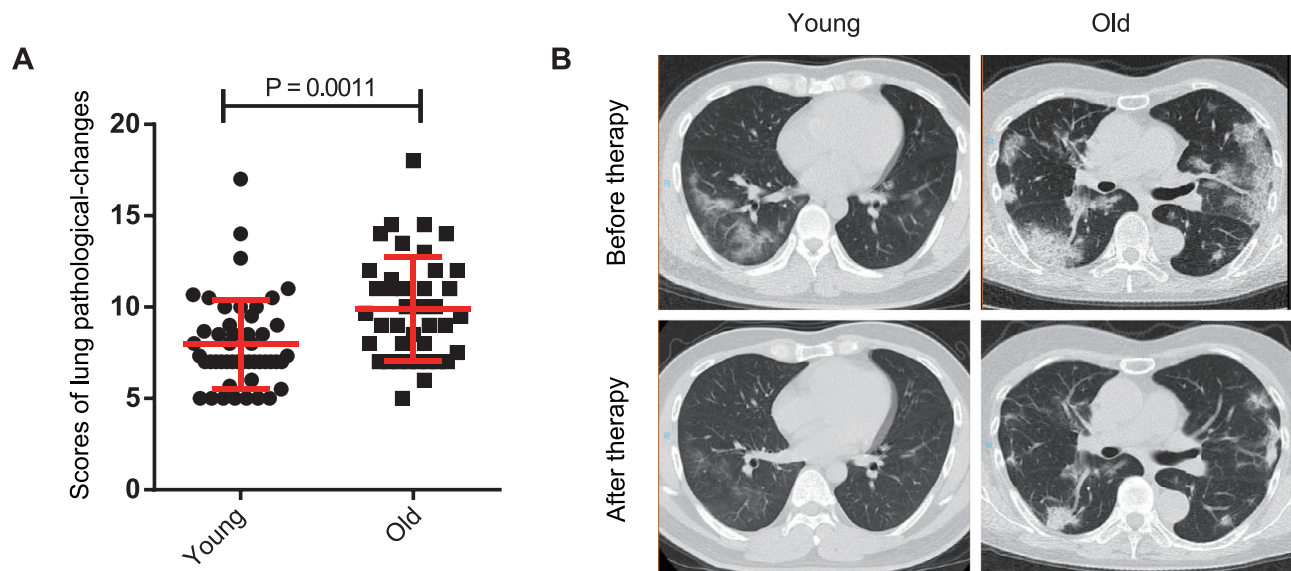 Young
Old
A
B
P = 0.0011
Scores of lung pathological-changes
20
15
10
5
0
Young
Old
Before therapy
After therapy
R
R
R